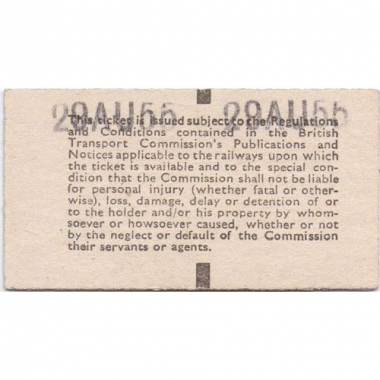 29AU55 29AU55
This ticket is issued subject to the Regulations
and Conditions contained in the British
Transport Commission's Publications and
Notices applicable to the railways upon which
the ticket is available and to the special con-
dition that the Commission shall not be liable
for personal injury (whether fatal or other-
wise), loss, damage, delay or detention of or
to the holder and/or his property by whom-
soever or howsoever caused, whether or not
by the neglect or default of the Commission
their servants or agents.